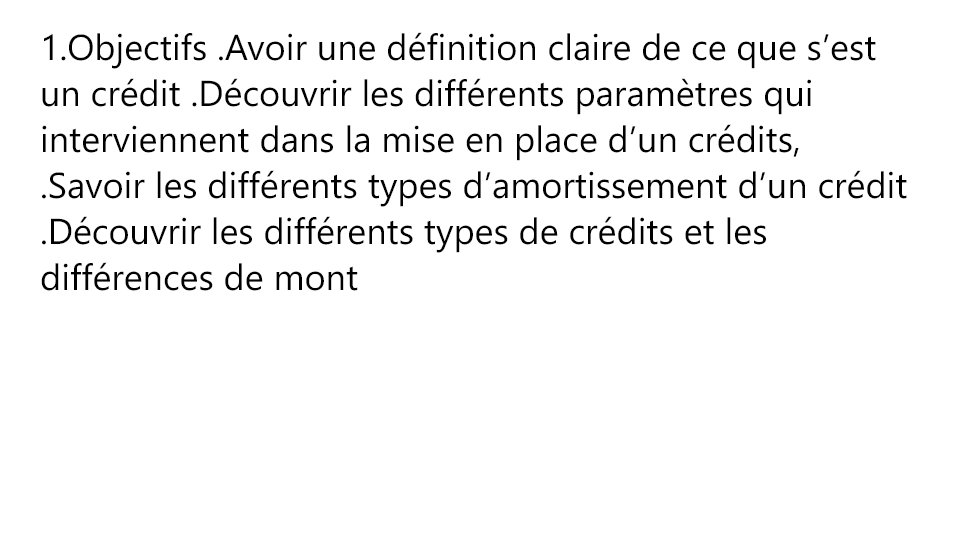 1.Objectifs .Avoir une définition claire de ce que s’est
un crédit .Découvrir les différents paramètres qui
interviennent dans la mise en place d’un crédits,
.Savoir les différents types d’amortissement d’un crédit
.Découvrir les différents types de crédits et les
différences de mont